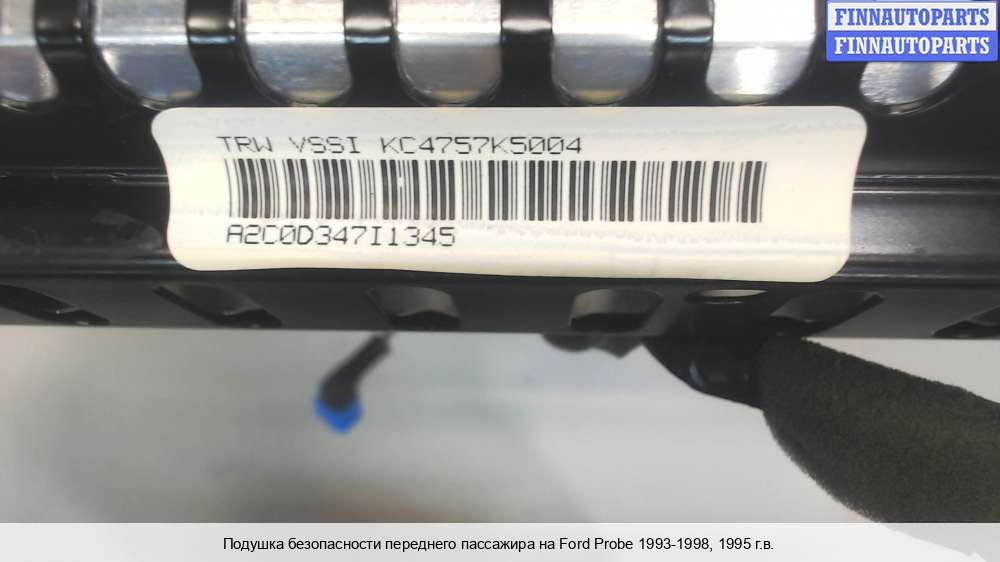 FINNAUTOPARTS
FINNAUTOPARTS
TRW VSSI KC4757K5004
A2C0D347I1345
Подушка безопасности переднего пассажира на Ford Probe 1993-1998, 1995 г.в.